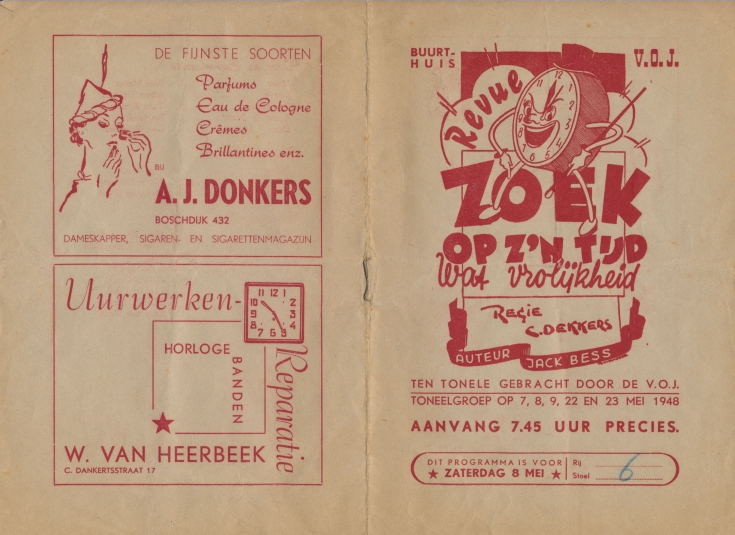 DE FIJNSTE SOORTEN
Parfums
Eau de Cologne
Crêmes
Brillantines enz.
BIJ
A. J. DONKERS
BOSCHDIJK 432
DAMESKAPPER, SIGAREN- EN SIGARETTENMAGAZIJN
Uurwerken-
Reparatie
HORLOGE
BANDEN
W. VAN HEERBEEK
C. DANKERTSSTRAAT 17
BUURT-
HUIS
V.O.J.
Revue
ZOEK
OP Z'N TIJD
Wat vrolijkheid
REGIE
C. DEKKERS
AUTEUR JACK BESS
TEN TONELE GEBRACHT DOOR DE V.O.J.
TONEELGROEP OP 7, 8, 9, 22 EN 23 MEI 1948
AANVANG 7.45 UUR PRECIES.
DIT PROGRAMMA IS VOOR
★ ZATERDAG 8 MEI ★
Rij
Stoel 6